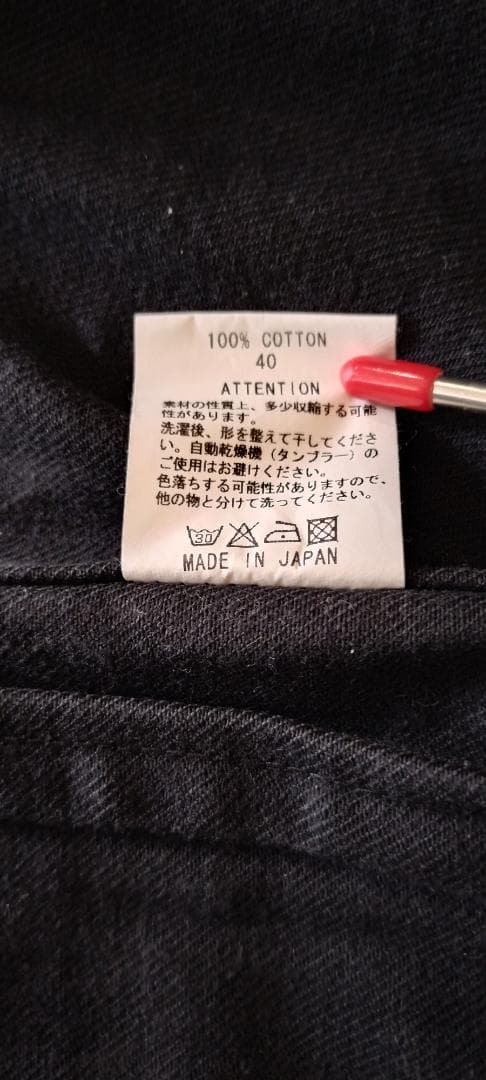 100% COTTON
40
ATTENTION
素材の性質上、多少収縮する可能
性があります。
洗濯後、形を整えて干してくださ
い。自動乾燥機（タンブラー）の
ご使用はお避けください。
色落ちする可能性がありますので、
他の物と分けて洗ってください。
30
MADE IN JAPAN